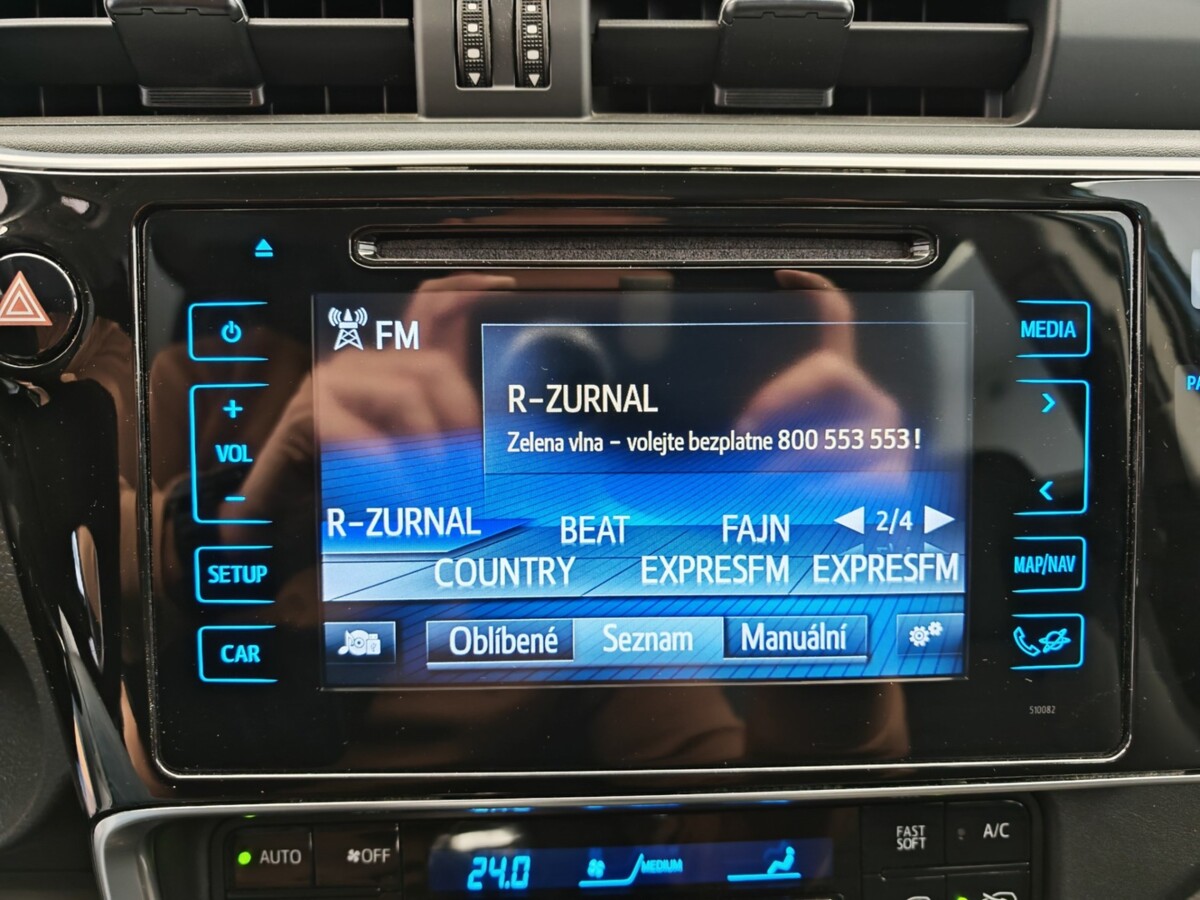 FM
MEDIA
R-ZURNAL
Zelena vlna - volejte bezplatne 800 553 553!
+
VOL
-
R-ZURNAL BEAT FAJN 2/4
COUNTRY EXPRESFM EXPRESFM
SETUP
MAP/NAV
Oblíbené Seznam Manuální
CAR
510082
AUTO OFF
24.0 MEDIUM
FAST
SOFT
A/C